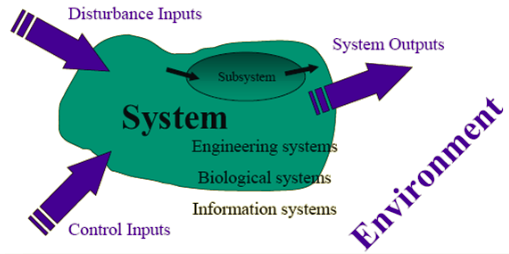 Disturbance Inputs
System Outputs
Subsystem
System
Engineering systems
Biological systems
Information systems
Environment
Control Inputs